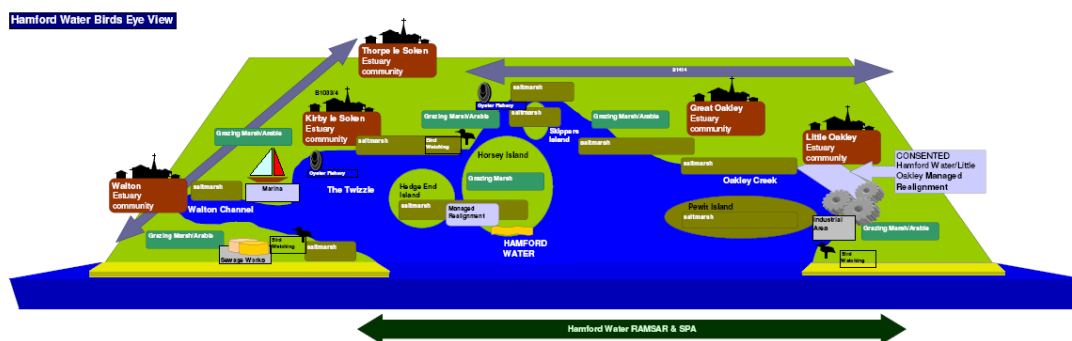 Hamford Water Birds Eye View
Thorpe le Soken
Estuary
community
B1414
B1033/4
saltmarsh
Oyster Fishery
saltmarsh
Great Oakley
Estuary
community
Kirby le Soken
Estuary
community
Grazing Marsh/Arable
Grazing Marsh/Arable
Skippers
Island
Grazing Marsh/Arable
Little Oakley
Estuary
community
saltmarsh
Bird
Watching
saltmarsh
Horsey Island
CONSENTED
Hamford Water/Little
Oakley Managed
Realignment
Walton
Estuary
community
saltmarsh
Marina
Oyster Fishery
The Twizzle
Grazing Marsh
saltmarsh
Oakley Creek
Walton Channel
Hedge End
Island
saltmarsh
Managed
Realignment
Pewit Island
saltmarsh
Industrial
Area
Grazing Marsh/Arable
Grazing Marsh/Arable
Bird
Watching
saltmarsh
Sewage Works
HAMFORD
WATER
Bird
Watching
Hamford Water RAMSAR & SPA